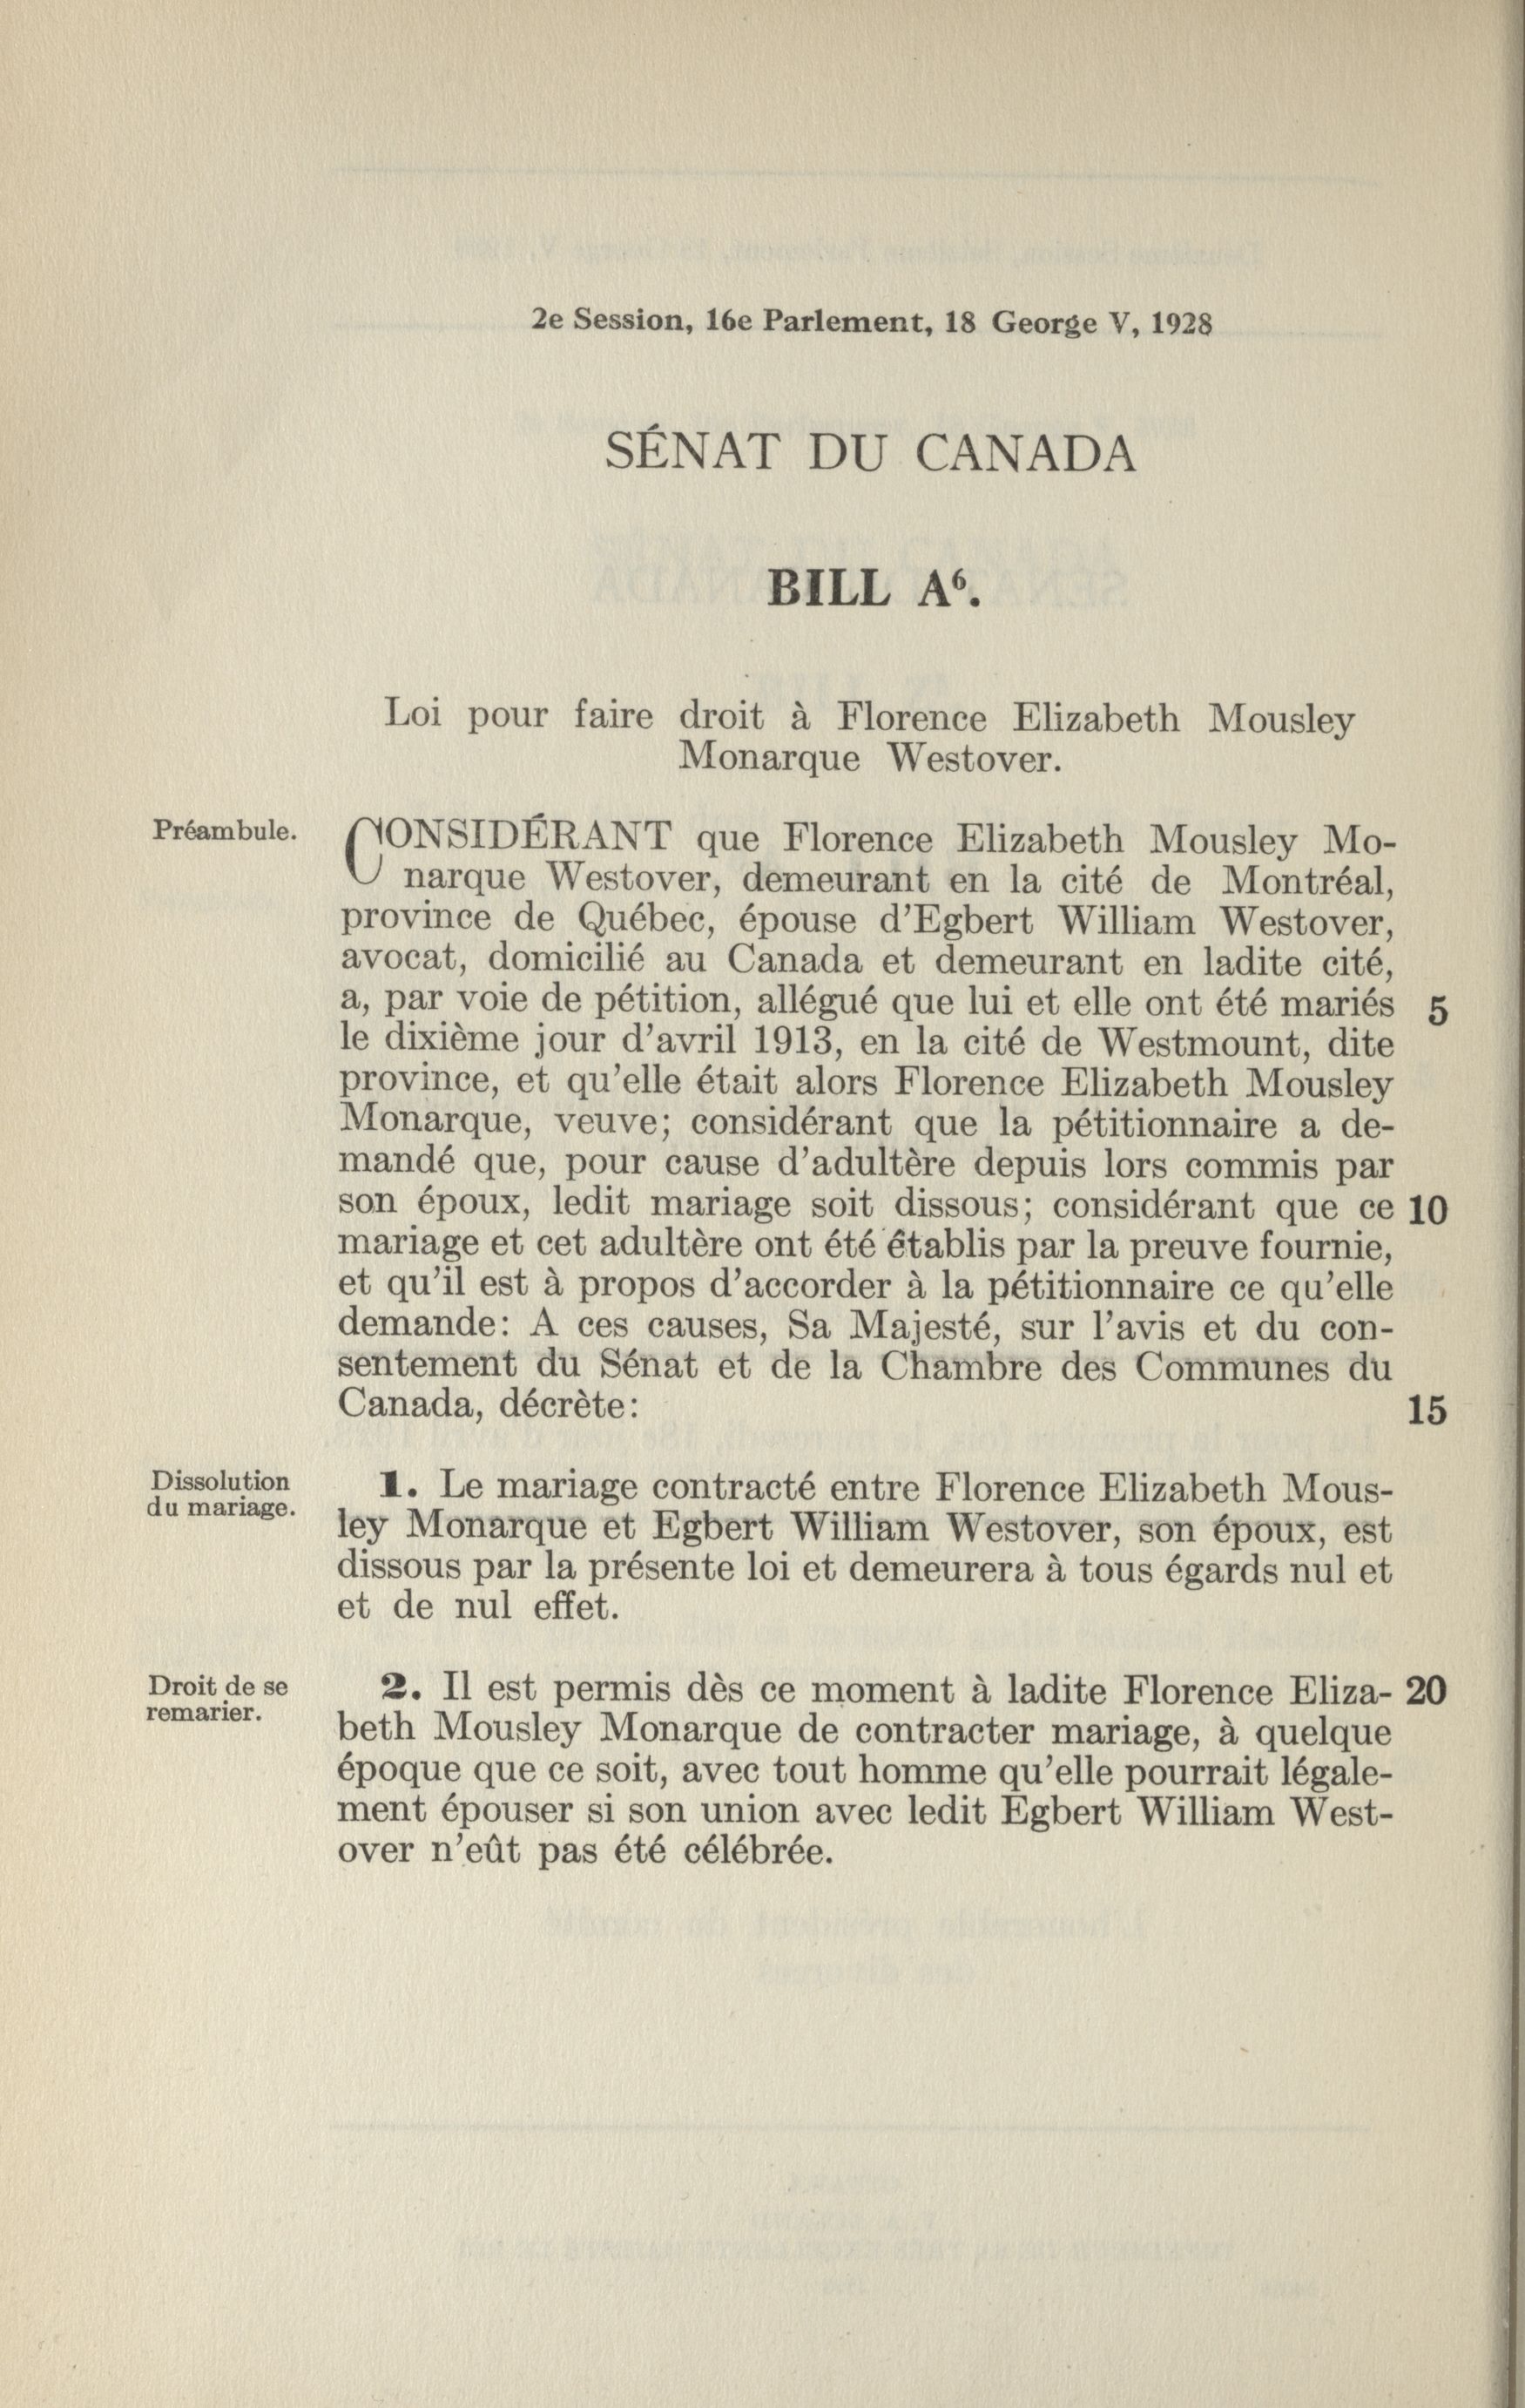 2e Session, 16e Parlement, 18 George V, 1928
SÉNAT DU CANADA
BILL A⁶.
Loi pour faire droit à Florence Elizabeth Mousley
Monarque Westover.
Préambule.
CONSIDÉRANT que Florence Elizabeth Mousley Mo-
narque Westover, demeurant en la cité de Montréal,
province de Québec, épouse d'Egbert William Westover,
avocat, domicilié au Canada et demeurant en ladite cité,
a, par voie de pétition, allégué que lui et elle ont été mariés 5
le dixième jour d'avril 1913, en la cité de Westmount, dite
province, et qu'elle était alors Florence Elizabeth Mousley
Monarque, veuve; considérant que la pétitionnaire a de-
mandé que, pour cause d'adultère depuis lors commis par
son époux, ledit mariage soit dissous; considérant que ce 10
mariage et cet adultère ont été établis par la preuve fournie,
et qu'il est à propos d'accorder à la pétitionnaire ce qu'elle
demande: A ces causes, Sa Majesté, sur l'avis et du con-
sentement du Sénat et de la Chambre des Communes du
Canada, décrète: 15
Dissolution
du mariage.
1. Le mariage contracté entre Florence Elizabeth Mous-
ley Monarque et Egbert William Westover, son époux, est
dissous par la présente loi et demeurera à tous égards nul et
et de nul effet.
Droit de se
remarier.
2. Il est permis dès ce moment à ladite Florence Eliza- 20
beth Mousley Monarque de contracter mariage, à quelque
époque que ce soit, avec tout homme qu'elle pourrait légale-
ment épouser si son union avec ledit Egbert William West-
over n'eût pas été célébrée.